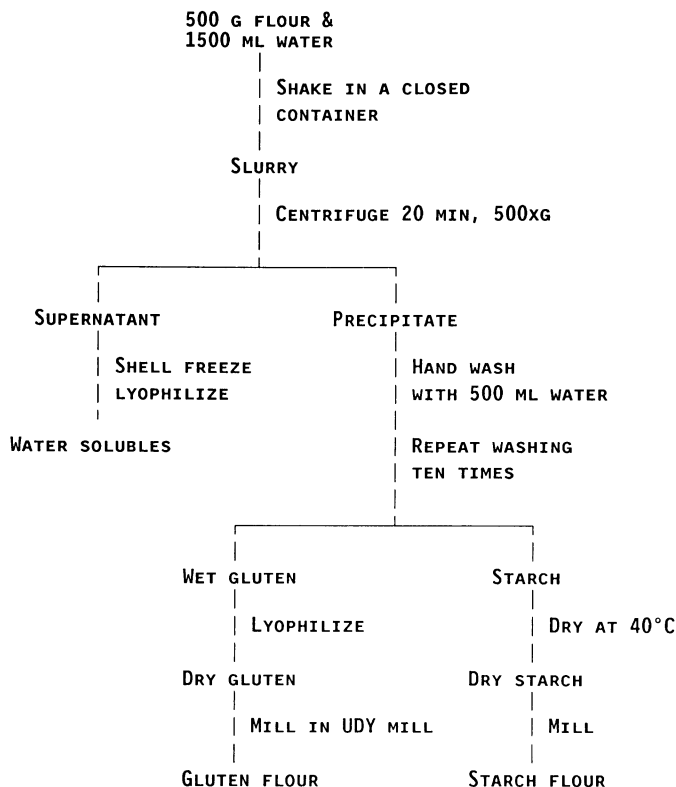 500 G FLOUR &
1500 ML WATER
SHAKE IN A CLOSED
CONTAINER
SLURRY
CENTRIFUGE 20 MIN, 500XG
SUPERNATANT
PRECIPITATE
SHELL FREEZE
LYOPHILIZE
HAND WASH
WITH 500 ML WATER
WATER SOLUBLES
REPEAT WASHING
TEN TIMES
WET GLUTEN
STARCH
LYOPHILIZE
DRY AT 40°C
DRY GLUTEN
DRY STARCH
MILL IN UDY MILL
MILL
GLUTEN FLOUR
STARCH FLOUR